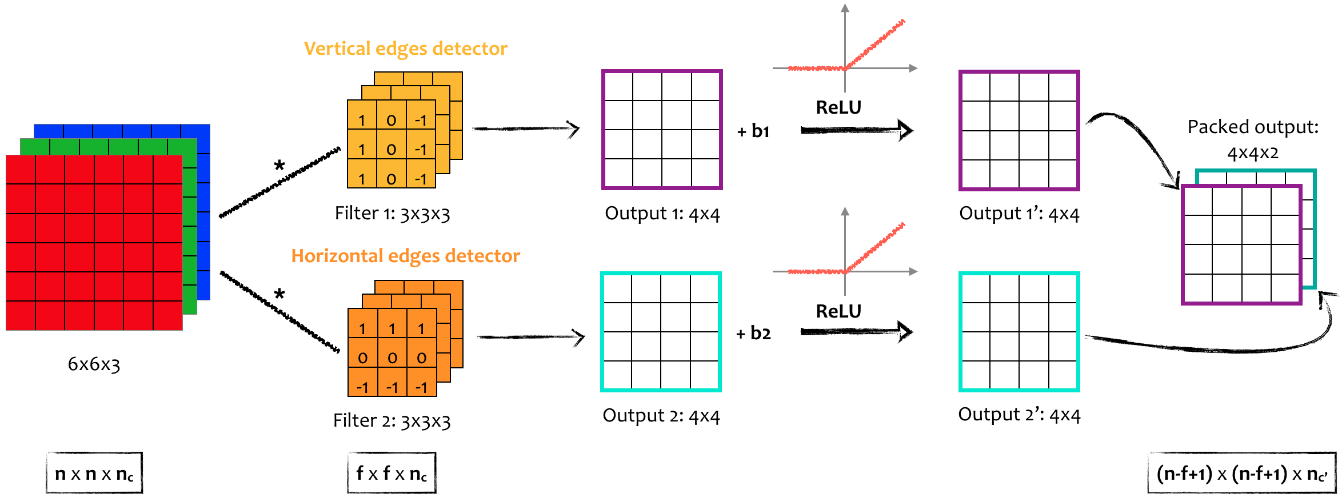 Vertical edges detector
1 0 -1
1 0 -1
1 0 -1
*
Filter 1: 3x3x3
Output 1: 4x4
+ b1
ReLU
Output 1’: 4x4
Packed output:
4x4x2
6x6x3
Horizontal edges detector
*
1 1 1
0 0 0
-1 -1 -1
Filter 2: 3x3x3
Output 2: 4x4
+ b2
ReLU
Output 2’: 4x4
n x n x nc
f x f x nc
(n-f+1) x (n-f+1) x nc’